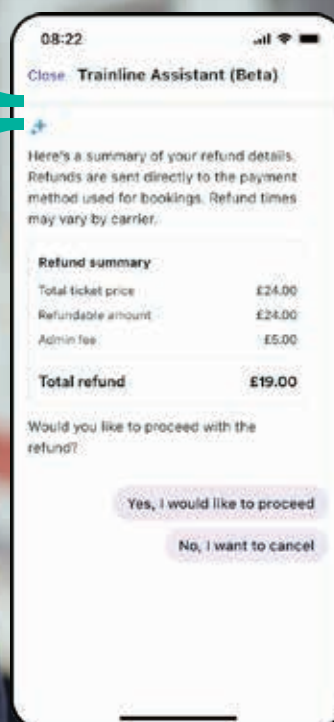 08:22
Close Trainline Assistant (Beta)
Here's a summary of your refund details.
Refunds are sent directly to the payment
method used for bookings. Refund times
may vary by carrier.
Refund summary
Total ticket price £24.00
Refundable amount £24.00
Admin fee £5.00
Total refund £19.00
Would you like to proceed with the
refund?
Yes, I would like to proceed
No, I want to cancel